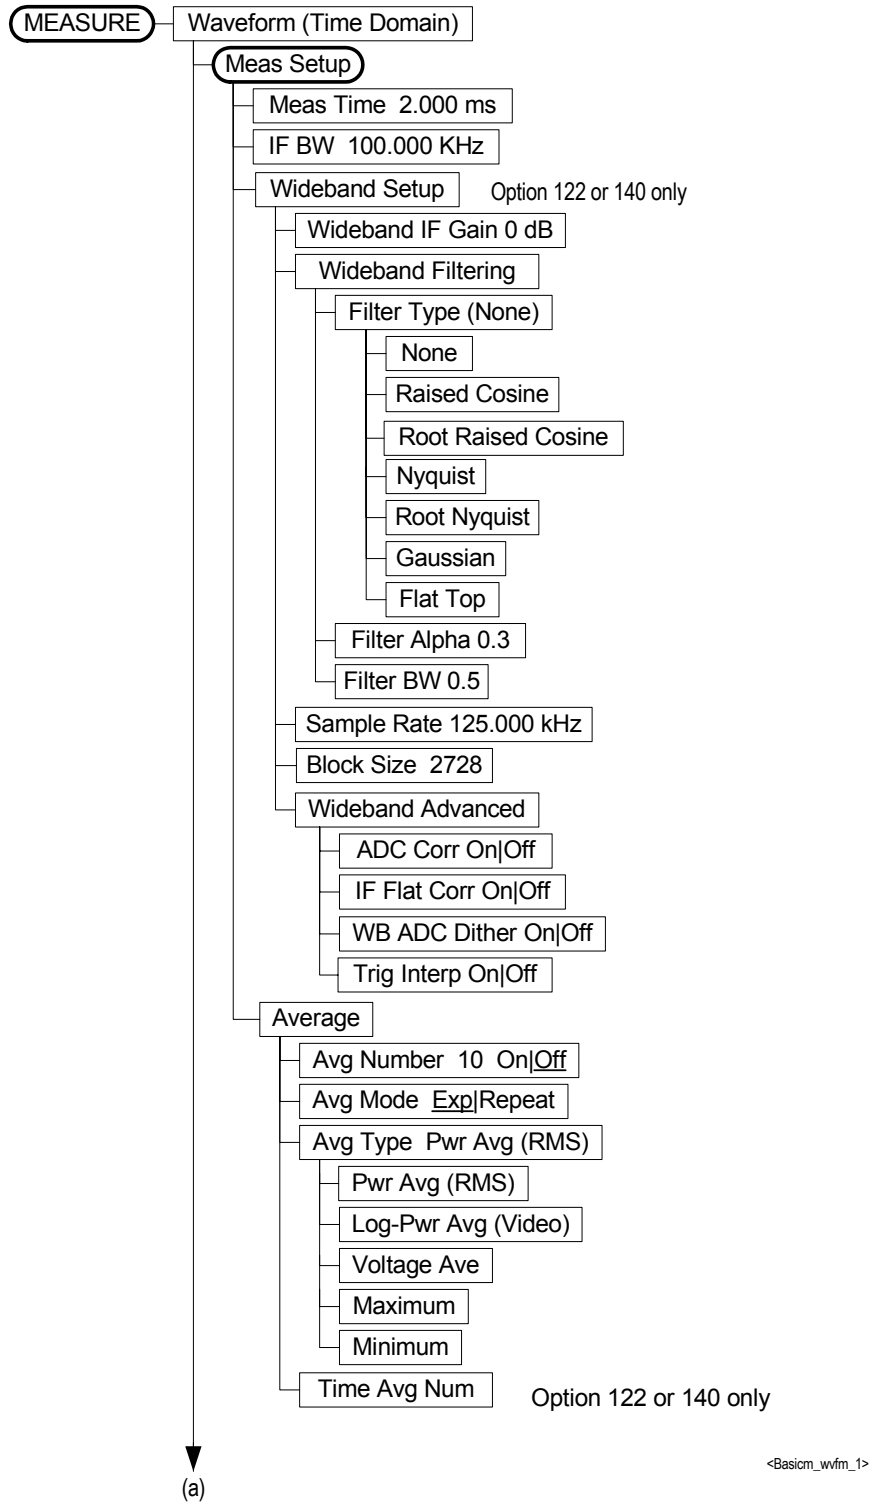 MEASURE Waveform (Time Domain)
Meas Setup
Meas Time 2.000 ms
IF BW 100.000 KHz
Wideband Setup Option 122 or 140 only
Wideband IF Gain 0 dB
Wideband Filtering
Filter Type (None)
None
Raised Cosine
Root Raised Cosine
Nyquist
Root Nyquist
Gaussian
Flat Top
Filter Alpha 0.3
Filter BW 0.5
Sample Rate 125.000 kHz
Block Size 2728
Wideband Advanced
ADC Corr On|Off
IF Flat Corr On|Off
WB ADC Dither On|Off
Trig Interp On|Off
Average
Avg Number 10 On|Off
Avg Mode Exp|Repeat
Avg Type Pwr Avg (RMS)
Pwr Avg (RMS)
Log-Pwr Avg (Video)
Voltage Ave
Maximum
Minimum
Time Avg Num Option 122 or 140 only
<Basicm_wvfm_1>
(a)